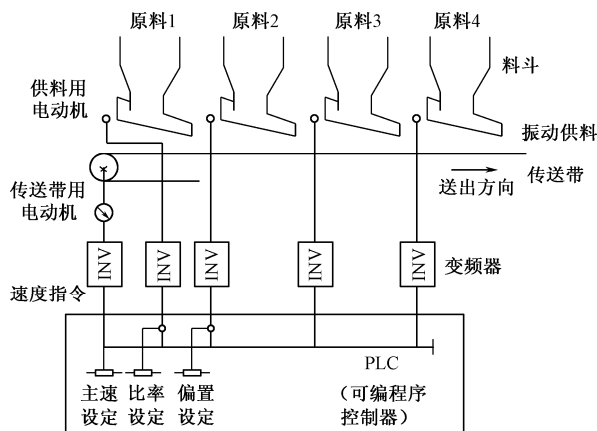 原料1
原料2
原料3
原料4
料斗
供料用
电动机
振动供料
传送带
送出方向
传送带用
电动机
INV
INV
INV
INV
INV
变频器
速度指令
PLC
(可编程序
控制器)
主速
设定
比率
设定
偏置
设定